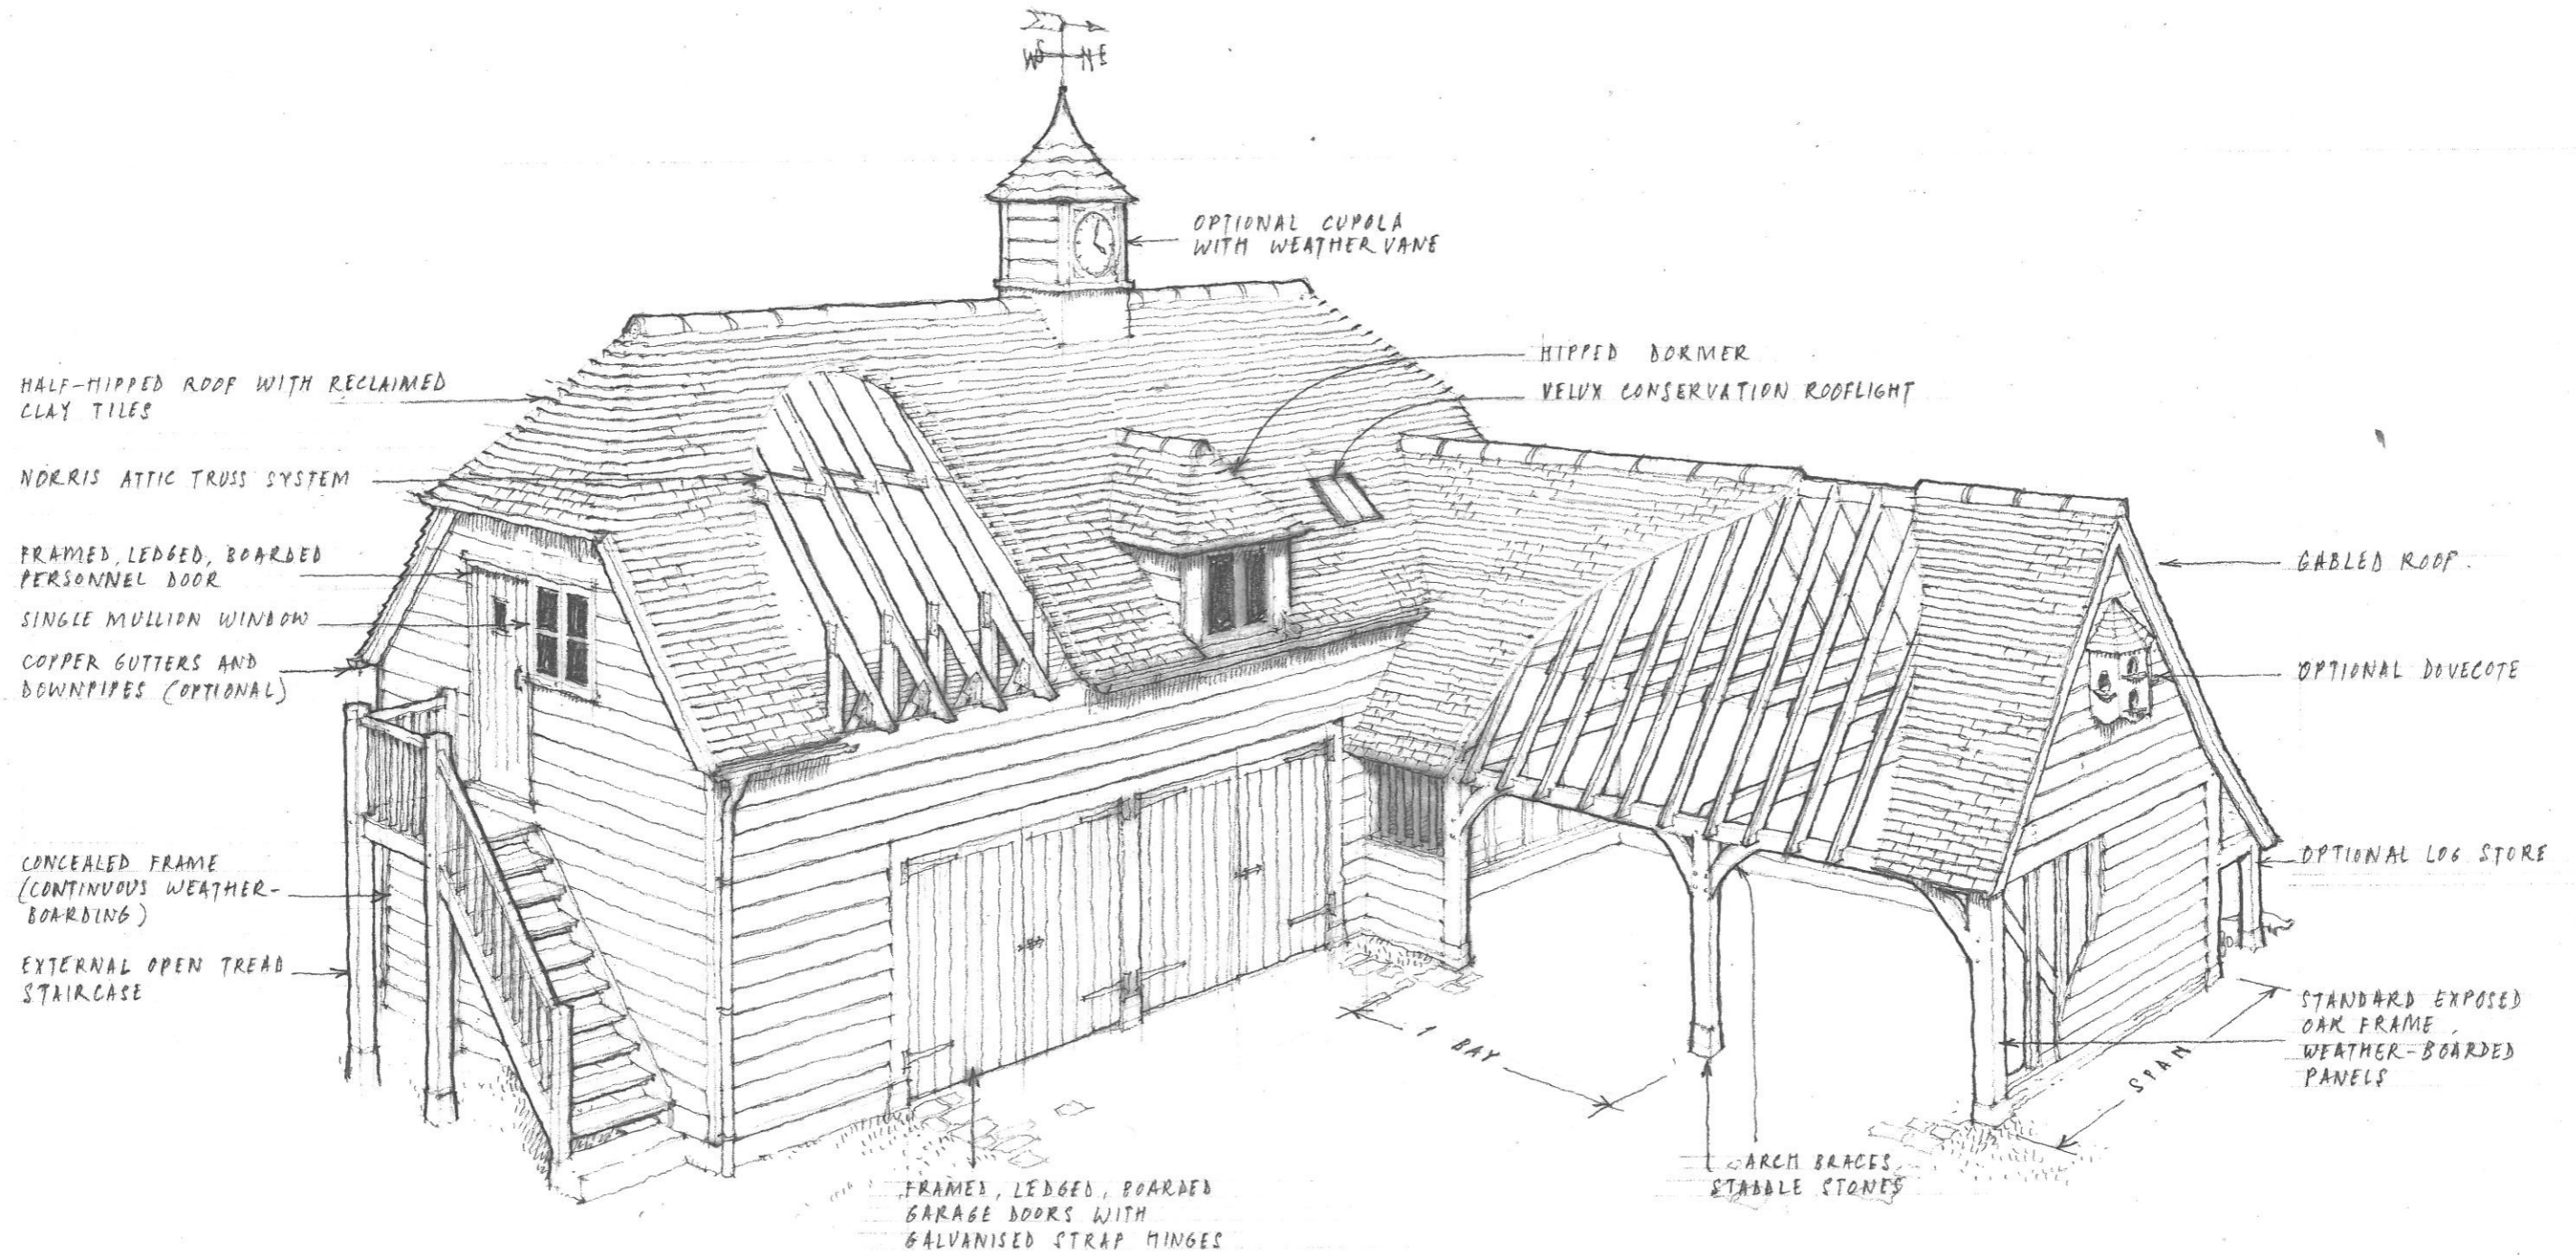 W S N E
OPTIONAL CUPOLA
WITH WEATHER VANE
HIPPED DORMER
VELUX CONSERVATION ROOFLIGHT
HALF-HIPPED ROOF WITH RECLAIMED
CLAY TILES
NORRIS ATTIC TRUSS SYSTEM
FRAMED, LEDGED, BOARDED
PERSONNEL DOOR
SINGLE MULLION WINDOW
COPPER GUTTERS AND
DOWNPIPES (OPTIONAL)
CONCEALED FRAME
(CONTINUOUS WEATHER-
BOARDING)
EXTERNAL OPEN TREAD
STAIRCASE
GABLED ROOF.
OPTIONAL DOVECOTE
OPTIONAL LOG STORE
STANDARD EXPOSED
OAK FRAME,
WEATHER-BOARDED
PANELS
1 BAY
SPAN
ARCH BRACES
STADDLE STONES
FRAMED, LEDGED, BOARDED
GARAGE DOORS WITH
GALVANISED STRAP HINGES